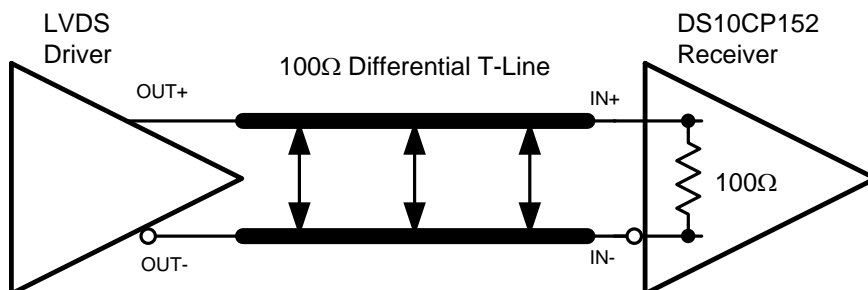 LVDS
Driver
DS10CP152
Receiver
100Ω Differential T-Line
OUT+
IN+
100Ω
OUT-
IN-